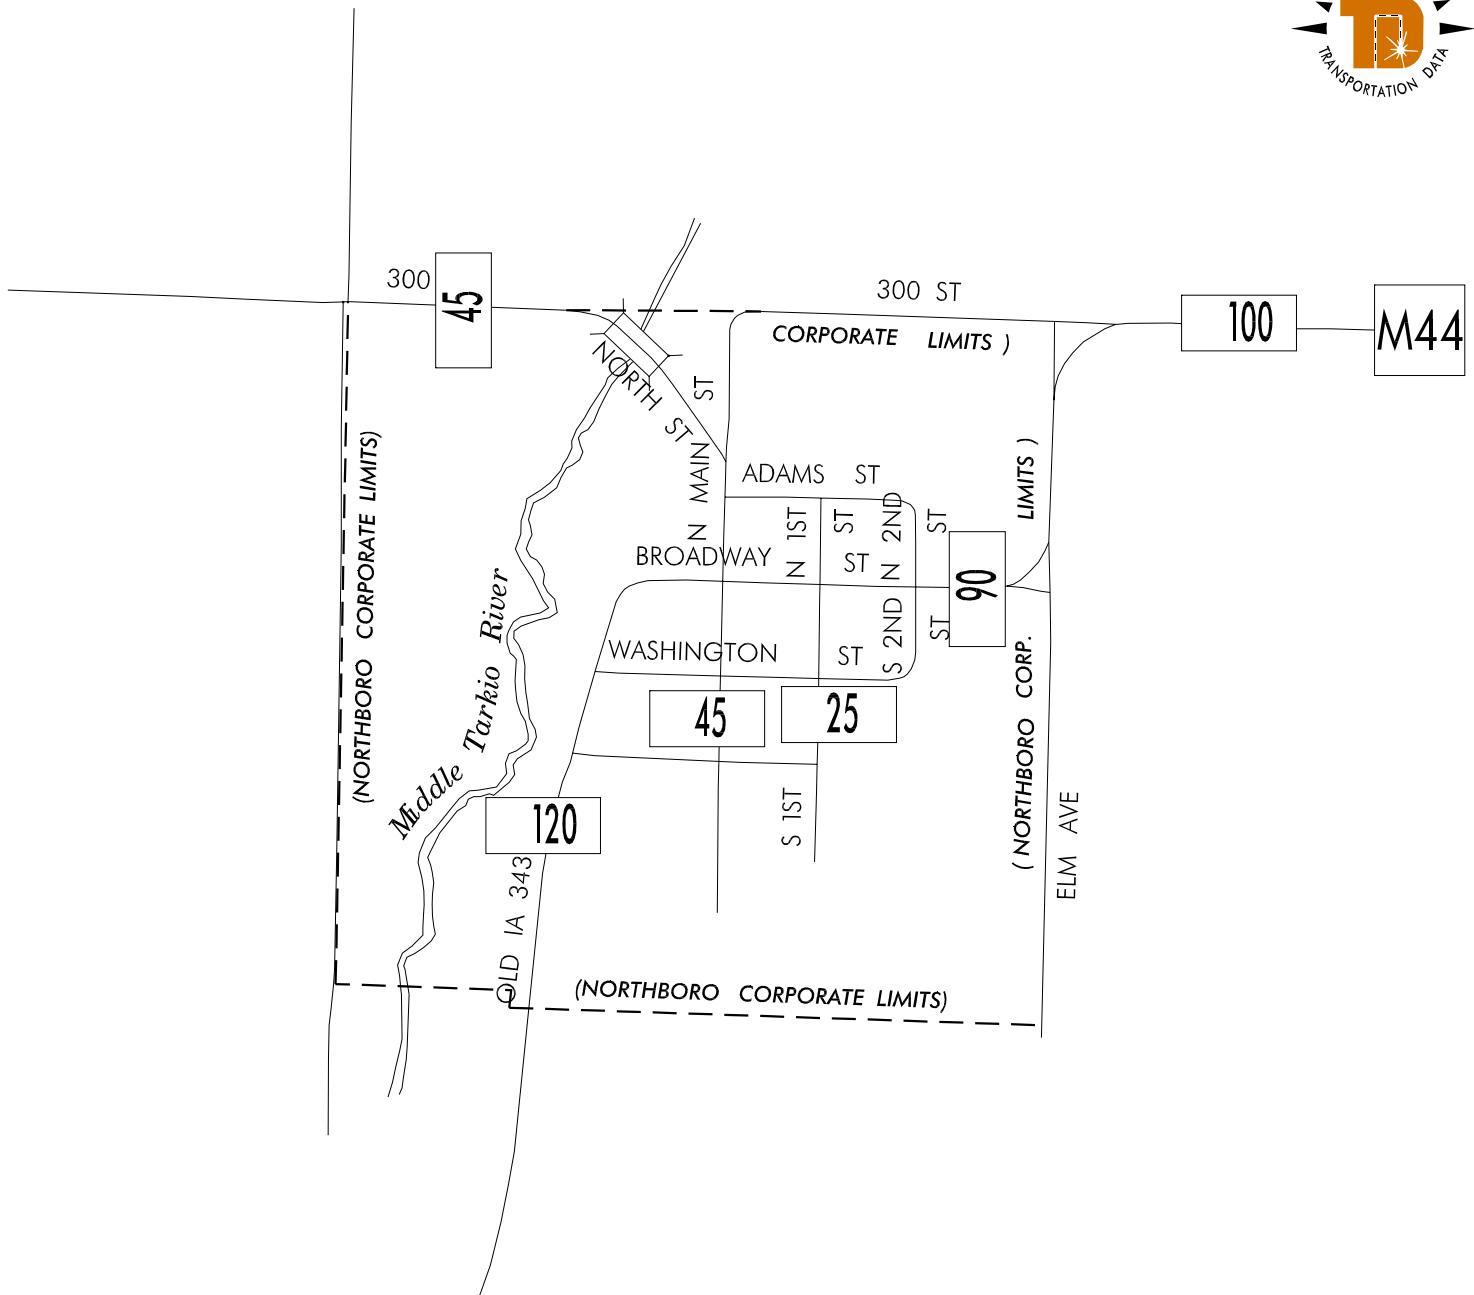 TRANSPORTATION DATA
300
45
300 ST
CORPORATE LIMITS )
100
M44
NORTH ST
N MAIN ST
ADAMS ST
N 1ST ST
N 2ND ST
BROADWAY ST
90
LIMITS )
(NORTHBORO CORPORATE LIMITS)
Middle Tarkio River
WASHINGTON ST
S 2ND ST
45
25
( NORTHBORO CORP.
120
S 1ST
ELM AVE
OLD IA 343
(NORTHBORO CORPORATE LIMITS)